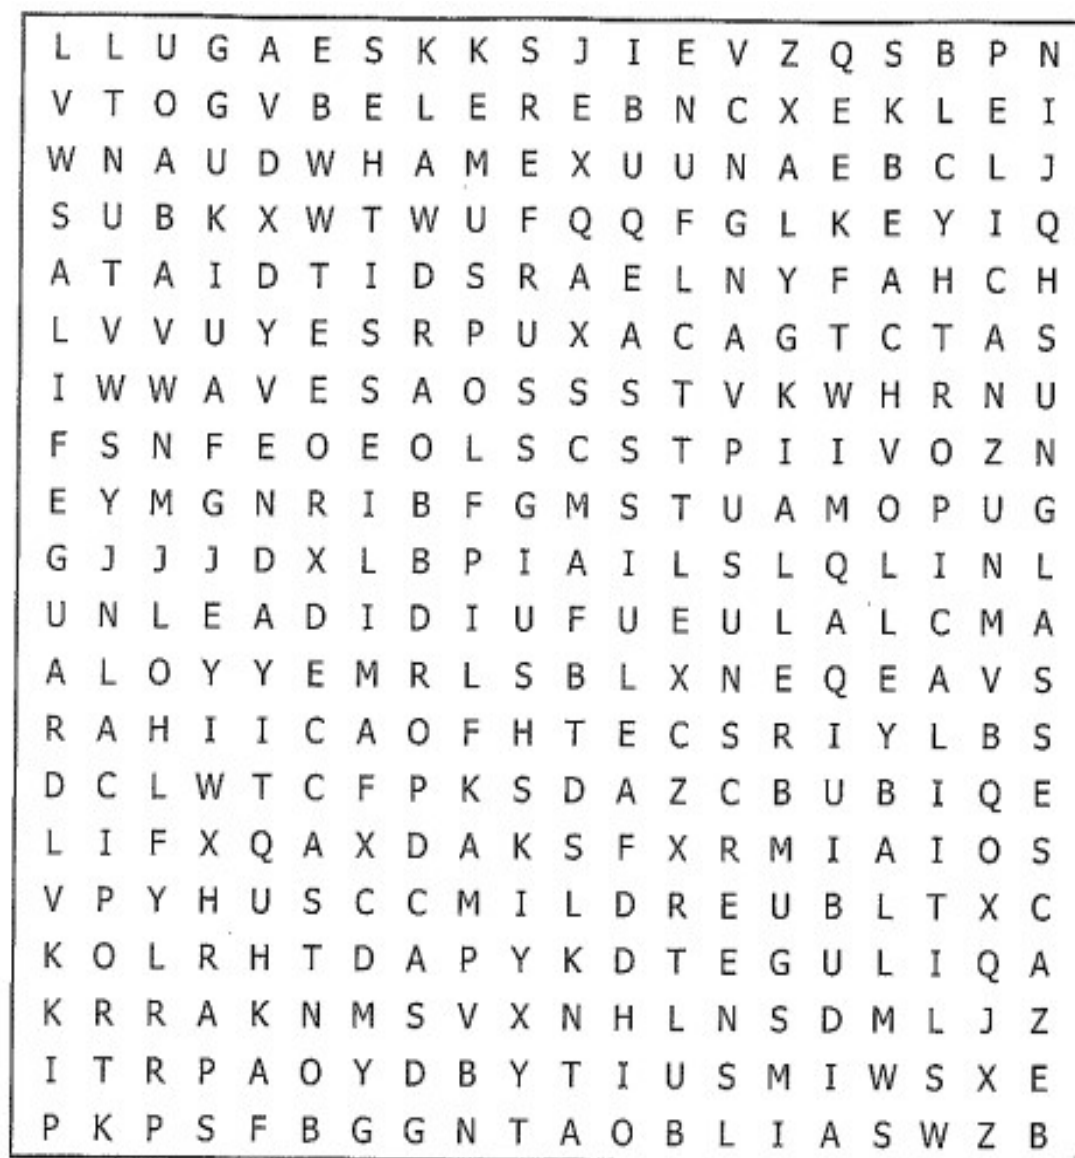 L L U G A E S K K S J I E V Z Q S B P N
V T O G V B E L E R E B N C X E K L E I
W N A U D W H A M E X U U N A E B C L J
S U B K X W T W U F Q Q F G L K E Y I Q
A T A I D T I D S R A E L N Y F A H C H
L V V U Y E S R P U X A C A G T C T A S
I W W A V E S A O S S S T V K W H R N U
F S N F E O E O L S C S T P I I V O Z N
E Y M G N R I B F G M S T U A M O P U G
G J J J D X L B P I A I L S L Q L I N L
U N L E A D I D I U F U E U L A L C M A
A L O Y Y E M R L S B L X N E Q E A V S
R A H I I C A O F H T E C S R I Y L B S
D C L W T C F P K S D A Z C B U B I Q E
L I F X Q A X D A K S F X R M I A I O S
V P Y H U S C C M I L D R E U B L T X C
K O L R H T D A P Y K D T E G U L I Q A
K R R A K N M S V X N H L N S D M L J Z
I T R P A O Y D B Y T I U S M I W S X E
P K P S F B G G N T A O B L I A S W Z B